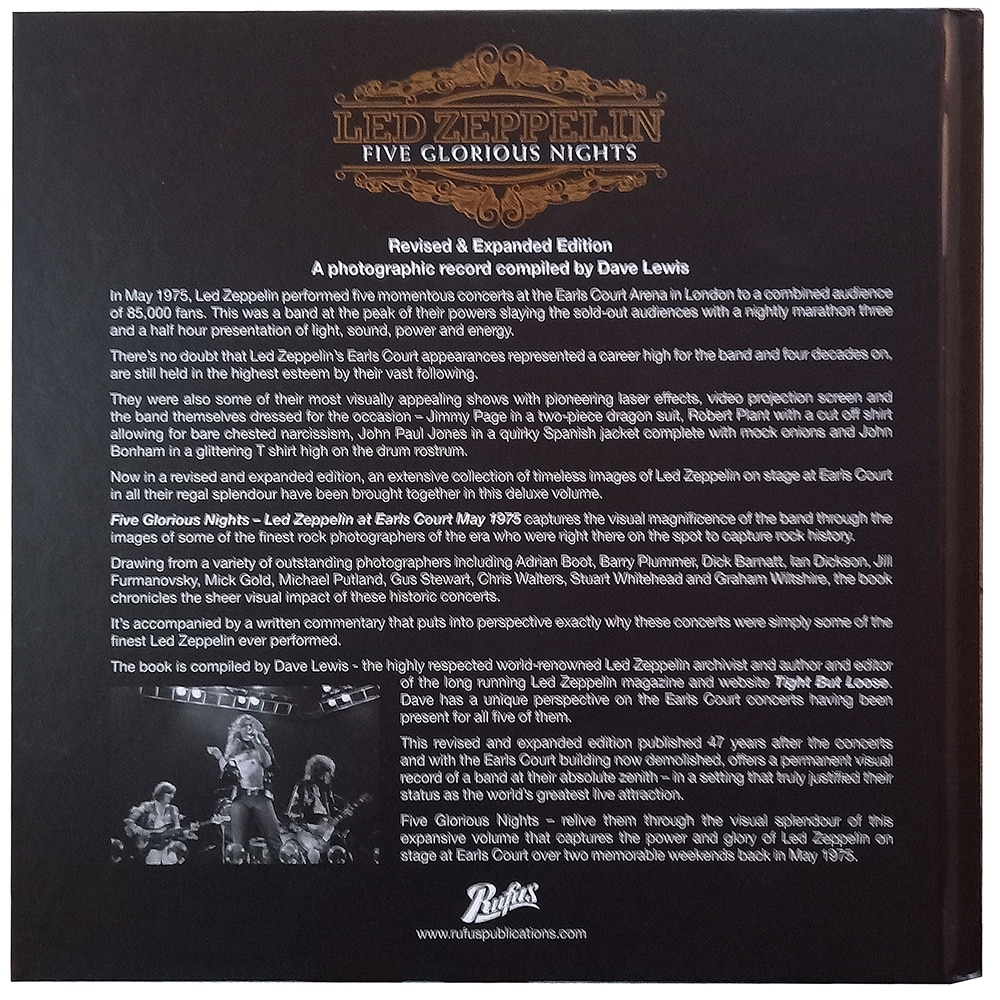 LED ZEPPELIN
FIVE GLORIOUS NIGHTS
Revised & Expanded Edition
A photographic record compiled by Dave Lewis
In May 1975, Led Zeppelin performed five momentous concerts at the Earls Court Arena in London to a combined audience
of 85,000 fans. This was a band at the peak of their powers slaying the sold-out audiences with a nightly marathon three
and a half hour presentation of light, sound, power and energy.
There's no doubt that Led Zeppelin's Earls Court appearances represented a career high for the band and four decades on,
are still held in the highest esteem by their vast following.
They were also some of their most visually appealing shows with pioneering laser effects, video projection screen and
the band themselves dressed for the occasion – Jimmy Page in a two-piece dragon suit, Robert Plant with a cut off shirt
allowing for bare chested narcissism, John Paul Jones in a quirky Spanish jacket complete with mock onions and John
Bonham in a glittering T shirt high on the drum rostrum.
Now in a revised and expanded edition, an extensive collection of timeless images of Led Zeppelin on stage at Earls Court
in all their regal splendour have been brought together in this deluxe volume.
Five Glorious Nights – Led Zeppelin at Earls Court May 1975 captures the visual magnificence of the band through the
images of some of the finest rock photographers of the era who were right there on the spot to capture rock history.
Drawing from a variety of outstanding photographers including Adrian Boot, Barry Plummer, Dick Barnatt, Ian Dickson, Jill
Furmanovsky, Mick Gold, Michael Putland, Gus Stewart, Chris Walters, Stuart Whitehead and Graham Wiltshire, the book
chronicles the sheer visual impact of these historic concerts.
It's accompanied by a written commentary that puts into perspective exactly why these concerts were simply some of the
finest Led Zeppelin ever performed.
The book is compiled by Dave Lewis - the highly respected world-renowned Led Zeppelin archivist and author and editor
of the long running Led Zeppelin magazine and website Tight But Loose.
Dave has a unique perspective on the Earls Court concerts having been
present for all five of them.
This revised and expanded edition published 47 years after the concerts
and with the Earls Court building now demolished, offers a permanent visual
record of a band at their absolute zenith – in a setting that truly justified their
status as the world's greatest live attraction.
Five Glorious Nights – relive them through the visual splendour of this
expansive volume that captures the power and glory of Led Zeppelin on
stage at Earls Court over two memorable weekends back in May 1975.
Rufus
www.rufuspublications.com